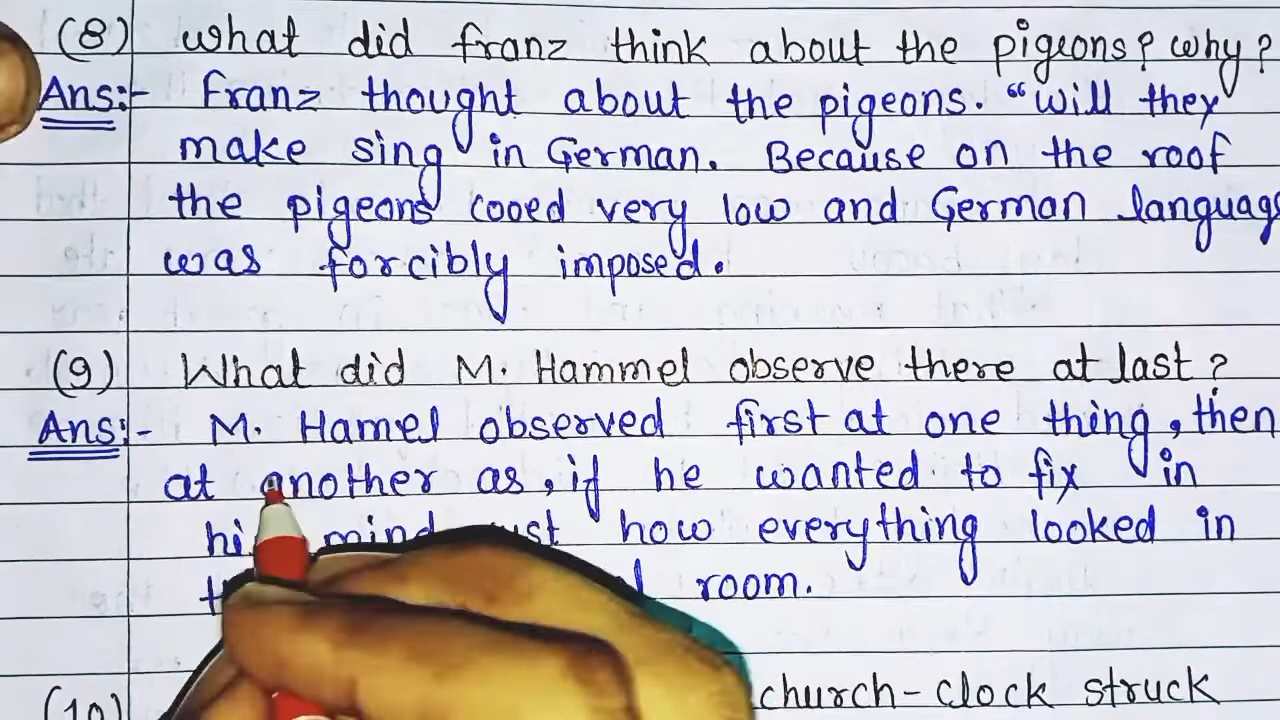 (8) what did franz think about the pigeons? why?
Ans:- Franz thought about the pigeons. "will they
make sing in German. Because on the roof
the pigeons cooed very low and German languag
was forcibly imposed.
(9) What did M. Hammel observe there at last?
Ans:- M. Hamel observed first at one thing, then
at another as, if he wanted to fix in
how everything looked in
room.
(10) church-clock struck